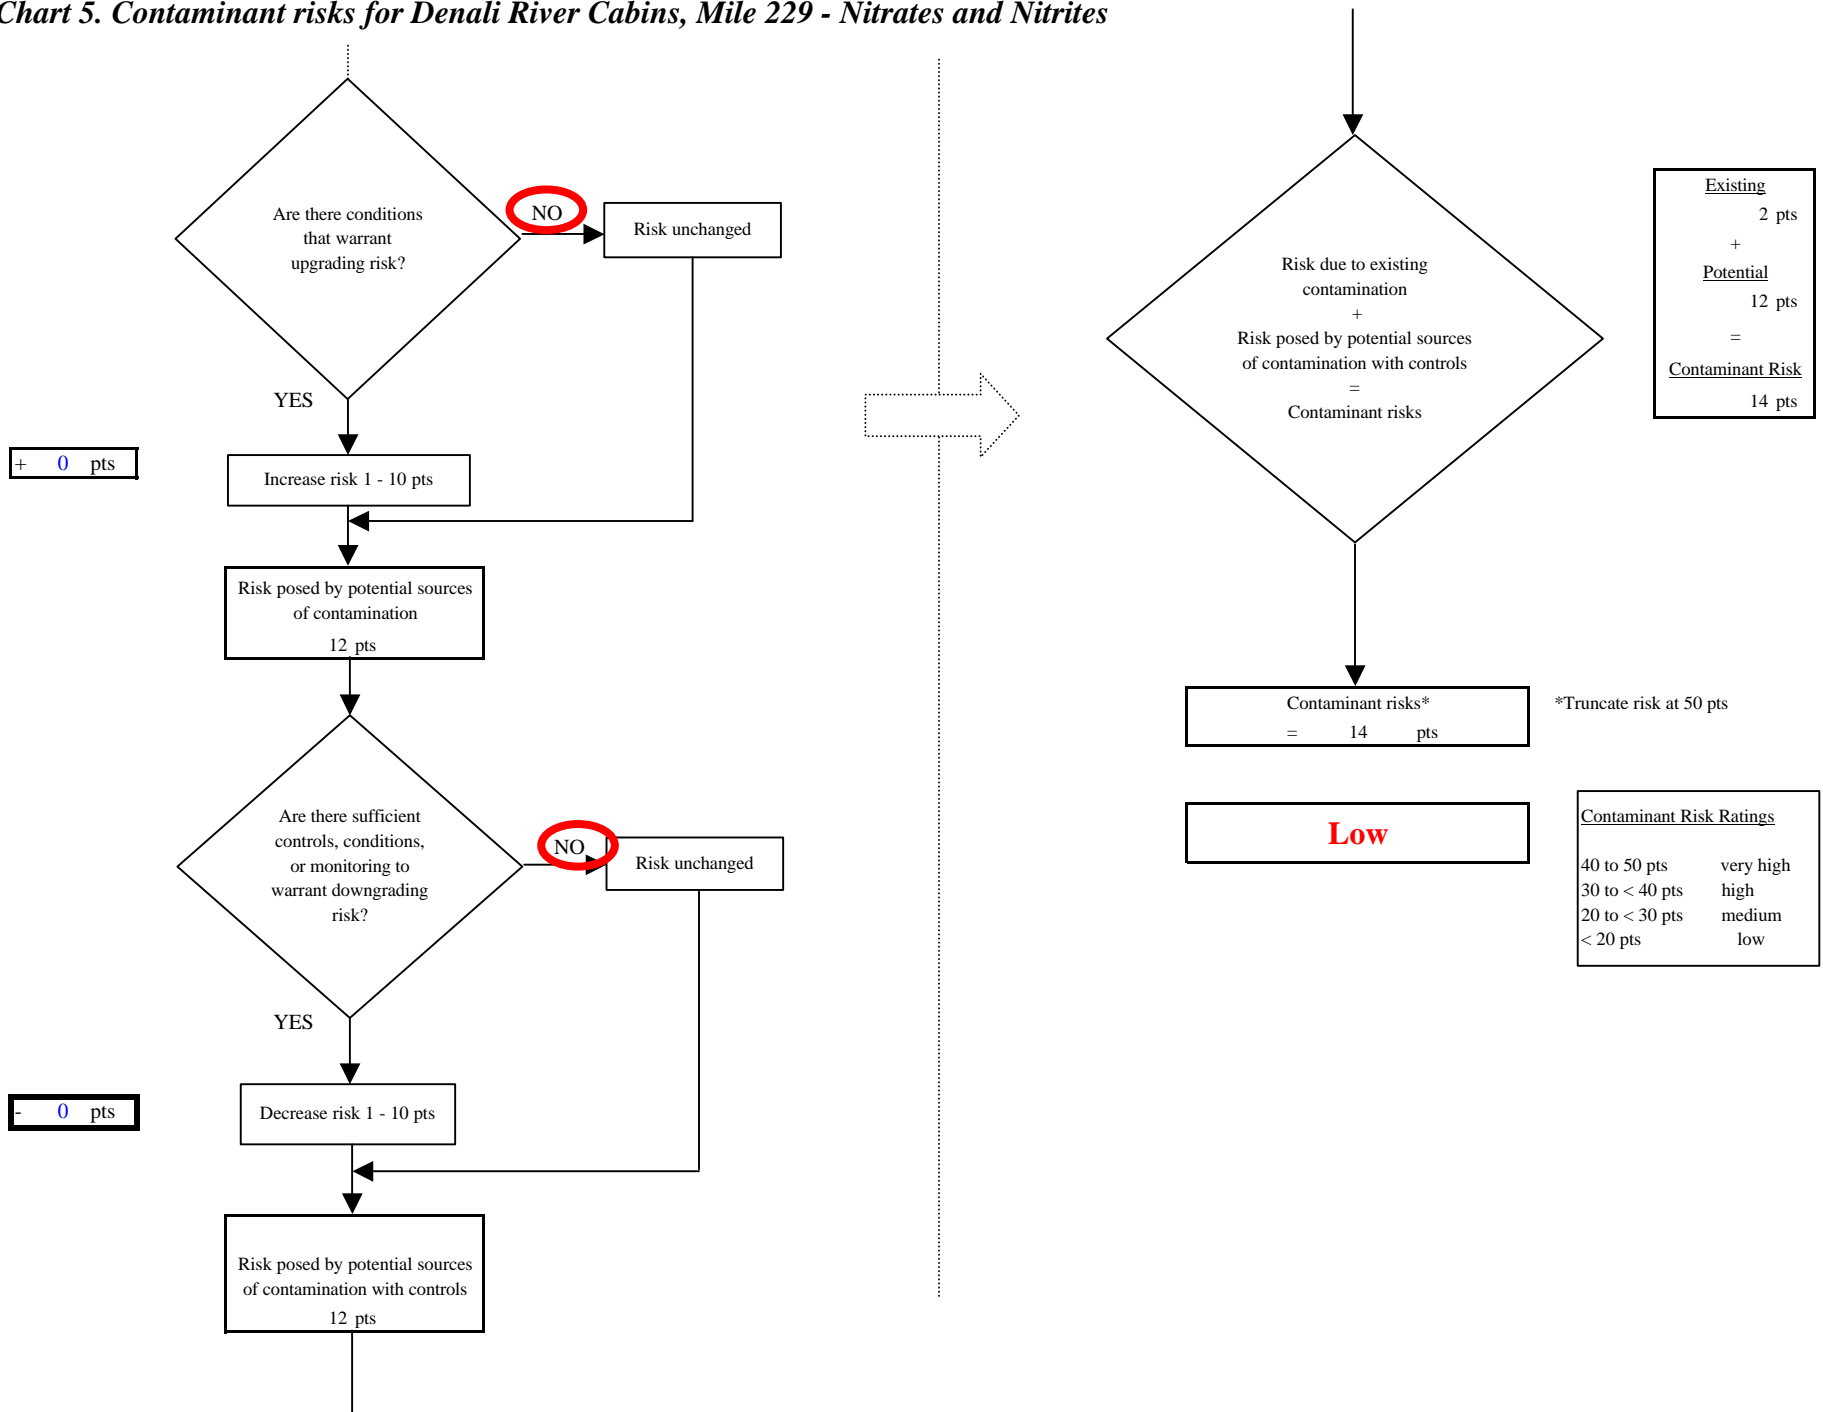 Chart 5. Contaminant risks for Denali River Cabins, Mile 229 - Nitrates and Nitrites
Are there conditions
that warrant
upgrading risk?
NO
Risk unchanged
YES
+ 0 pts
Increase risk 1 - 10 pts
Risk posed by potential sources
of contamination
12 pts
Are there sufficient
controls, conditions,
or monitoring to
warrant downgrading
risk?
NO
Risk unchanged
YES
- 0 pts
Decrease risk 1 - 10 pts
Risk posed by potential sources
of contamination with controls
12 pts
Risk due to existing
contamination
+
Risk posed by potential sources
of contamination with controls
=
Contaminant risks
Existing
2 pts
+
Potential
12 pts
=
Contaminant Risk
14 pts
Contaminant risks*
= 14 pts
*Truncate risk at 50 pts
Low
Contaminant Risk Ratings
40 to 50 pts very high
30 to < 40 pts high
20 to < 30 pts medium
< 20 pts low